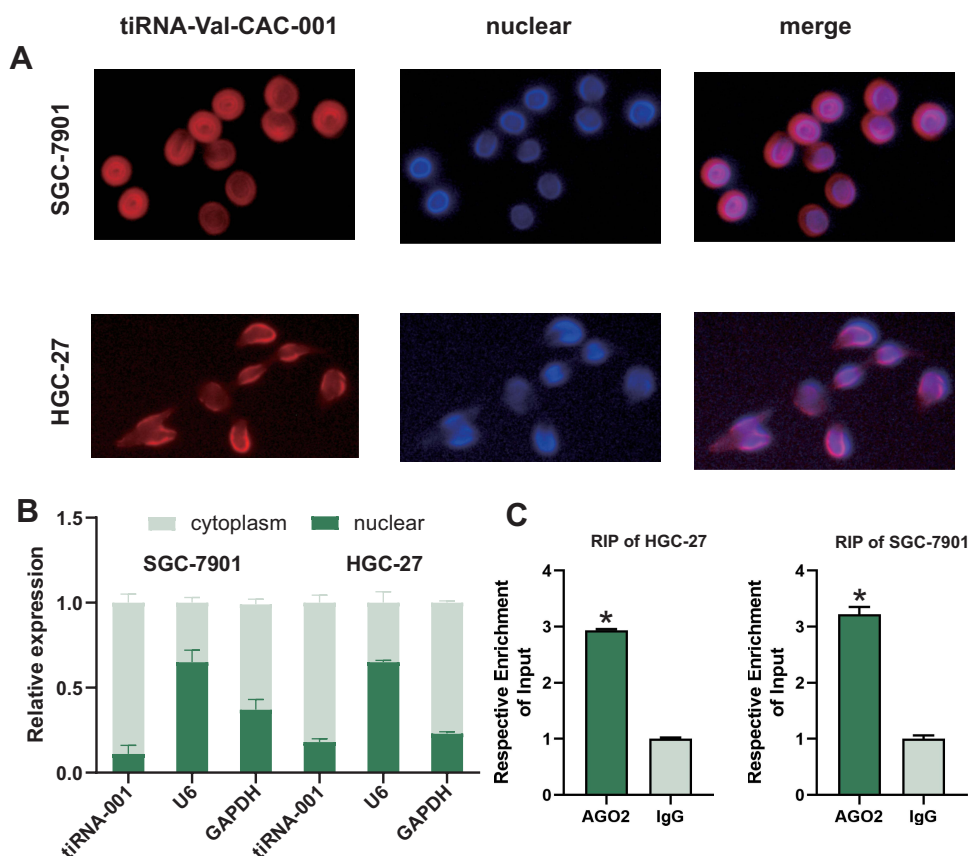 tiRNA-Val-CAC-001 nuclear merge
A
SGC-7901
HGC-27
B
cytoplasm nuclear
SGC-7901 HGC-27
Relative expression
1.5
1.0
0.5
0.0
tiRNA-001 U6 GAPDH tiRNA-001 U6 GAPDH
C
RIP of HGC-27
Respective Enrichment
of Input
4
3
2
1
0
*
AGO2 IgG
RIP of SGC-7901
Respective Enrichment
of Input
4
3
2
1
0
*
AGO2 IgG